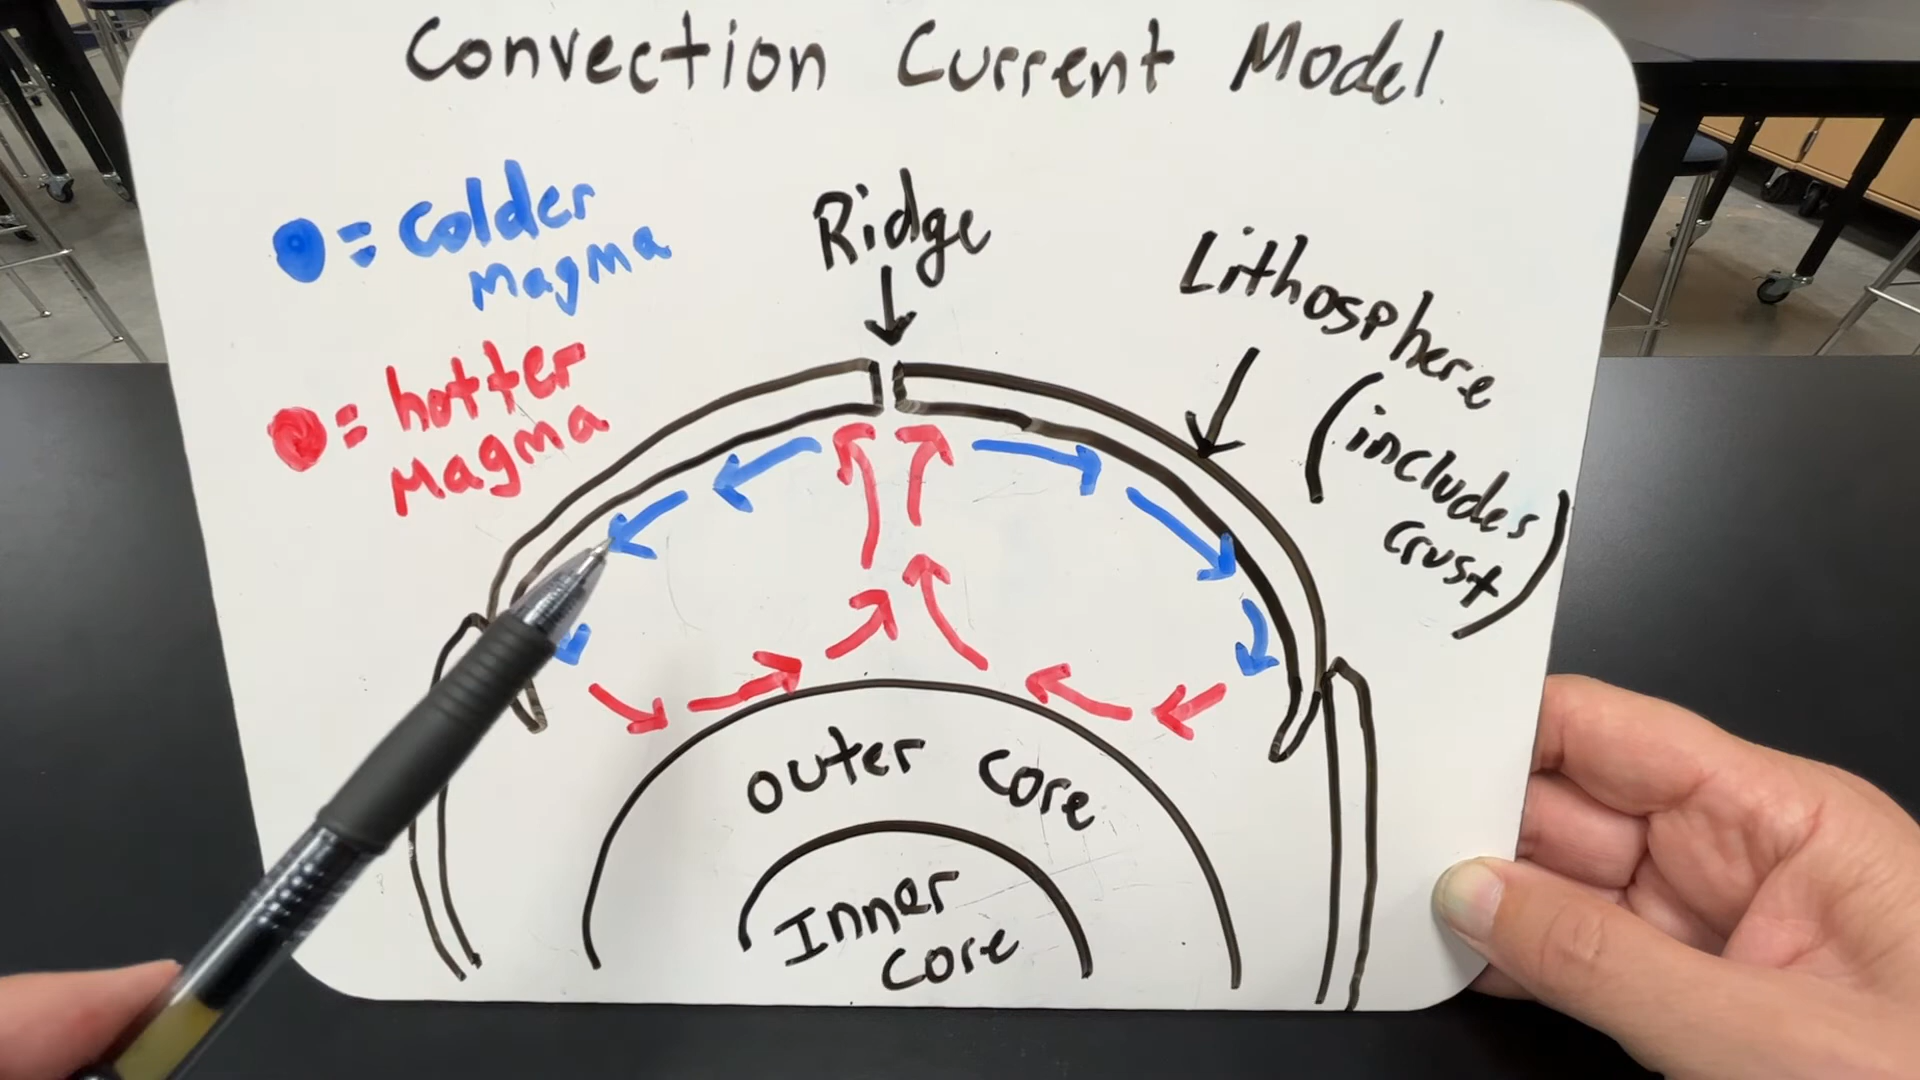 Convection Current Model
= colder
magma
= hotter
magma
Ridge
Lithosphere
(includes
crust)
outer core
Inner
core